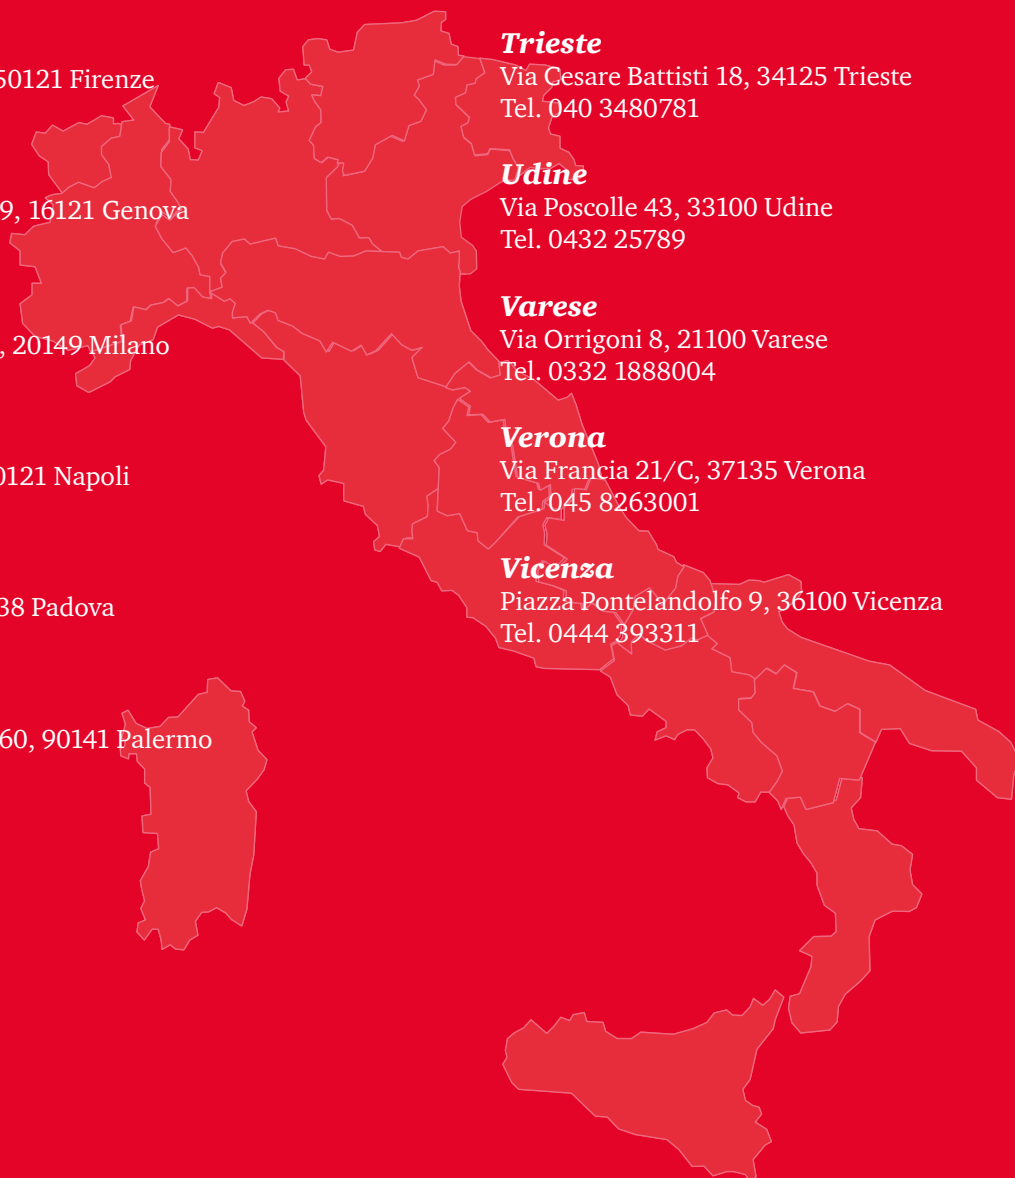 50121 Firenze
9, 16121 Genova
, 20149 Milano
0121 Napoli
38 Padova
60, 90141 Palermo
Trieste
Via Cesare Battisti 18, 34125 Trieste
Tel. 040 3480781
Udine
Via Poscolle 43, 33100 Udine
Tel. 0432 25789
Varese
Via Orrigoni 8, 21100 Varese
Tel. 0332 1888004
Verona
Via Francia 21/C, 37135 Verona
Tel. 045 8263001
Vicenza
Piazza Pontelandolfo 9, 36100 Vicenza
Tel. 0444 393311